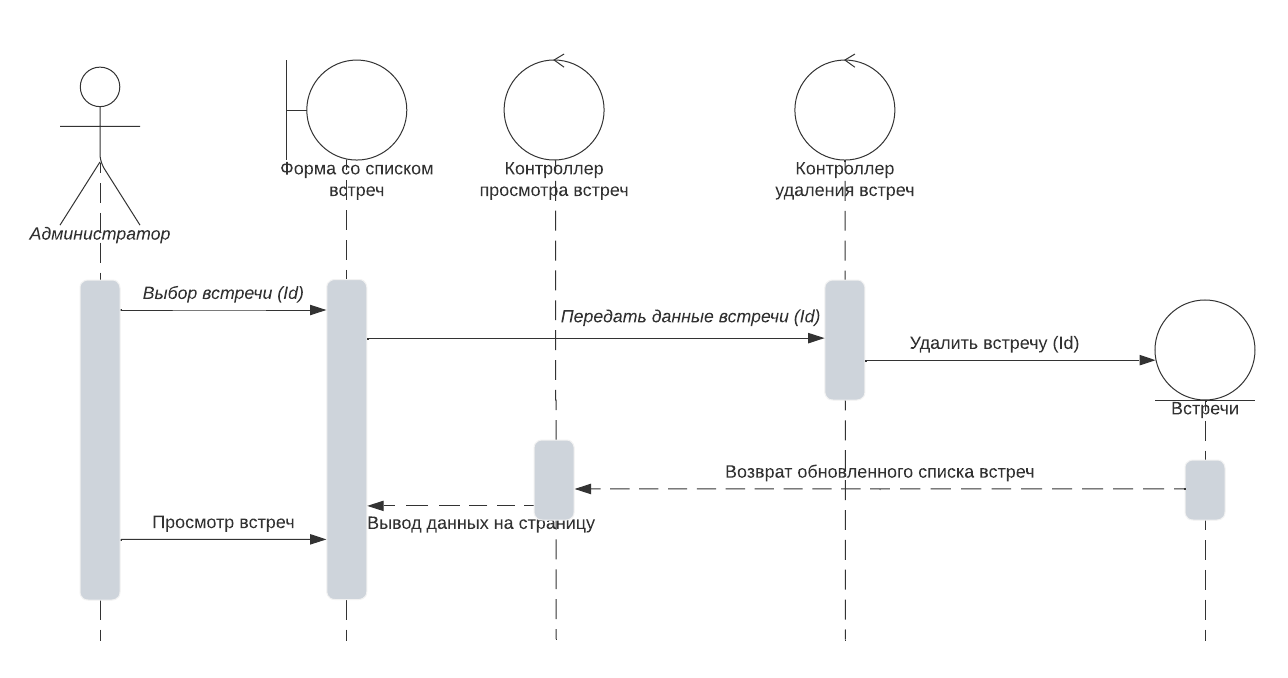 Форма со списком
встреч
Контроллер
просмотра встреч
Контроллер
удаления встреч
Администратор
Выбор встречи (Id)
Передать данные встречи (Id)
Удалить встречу (Id)
Встречи
Возврат обновленного списка встреч
Просмотр встреч
Вывод данных на страницу